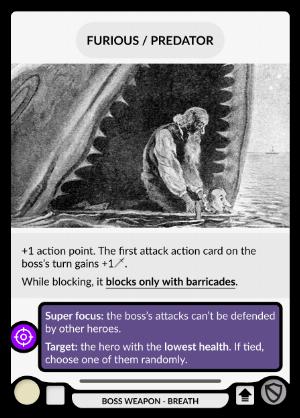 FURIOUS / PREDATOR
+1 action point. The first attack action card on the
boss's turn gains +1.
While blocking, it blocks only with barricades.
Super focus: the boss's attacks can't be defended
by other heroes.
Target: the hero with the lowest health. If tied,
choose one of them randomly.
BOSS WEAPON - BREATH